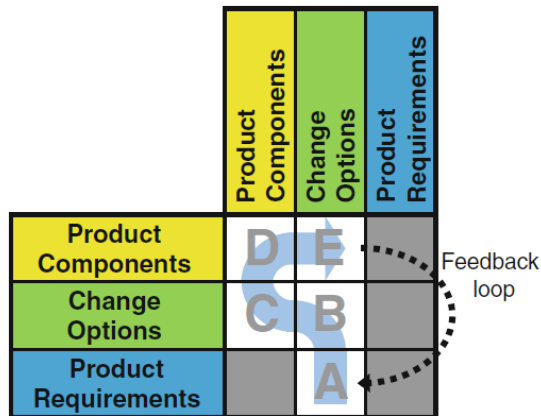 Product
Components
Change
Options
Product
Requirements
Product
Components
D
E
Feedback
loop
Change
Options
C
B
Product
Requirements
A